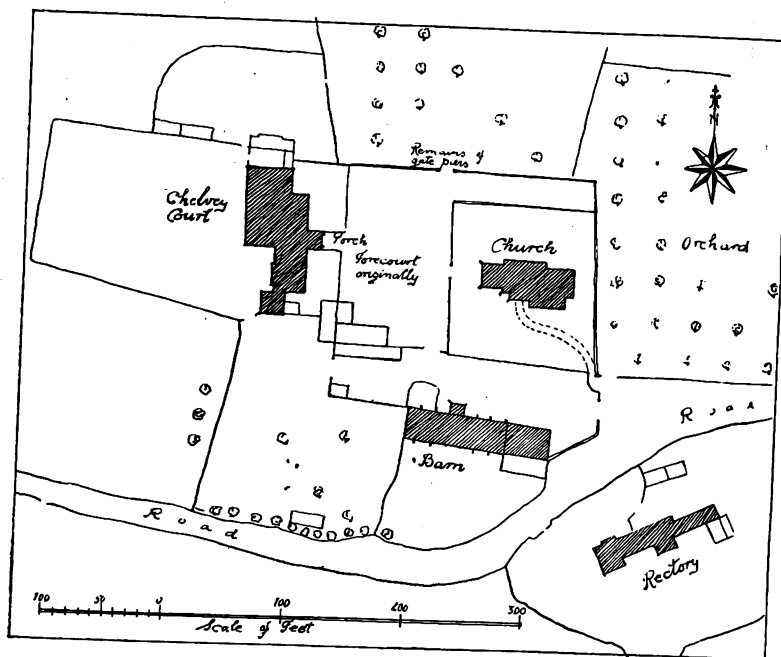 Remains of
gate piers
N
Chelvey
Court
Porch
Forecourt
originally
Church
Orchard
Road
Barn
Road
Rectory
100 50 0 100 200 300
Scale of Feet